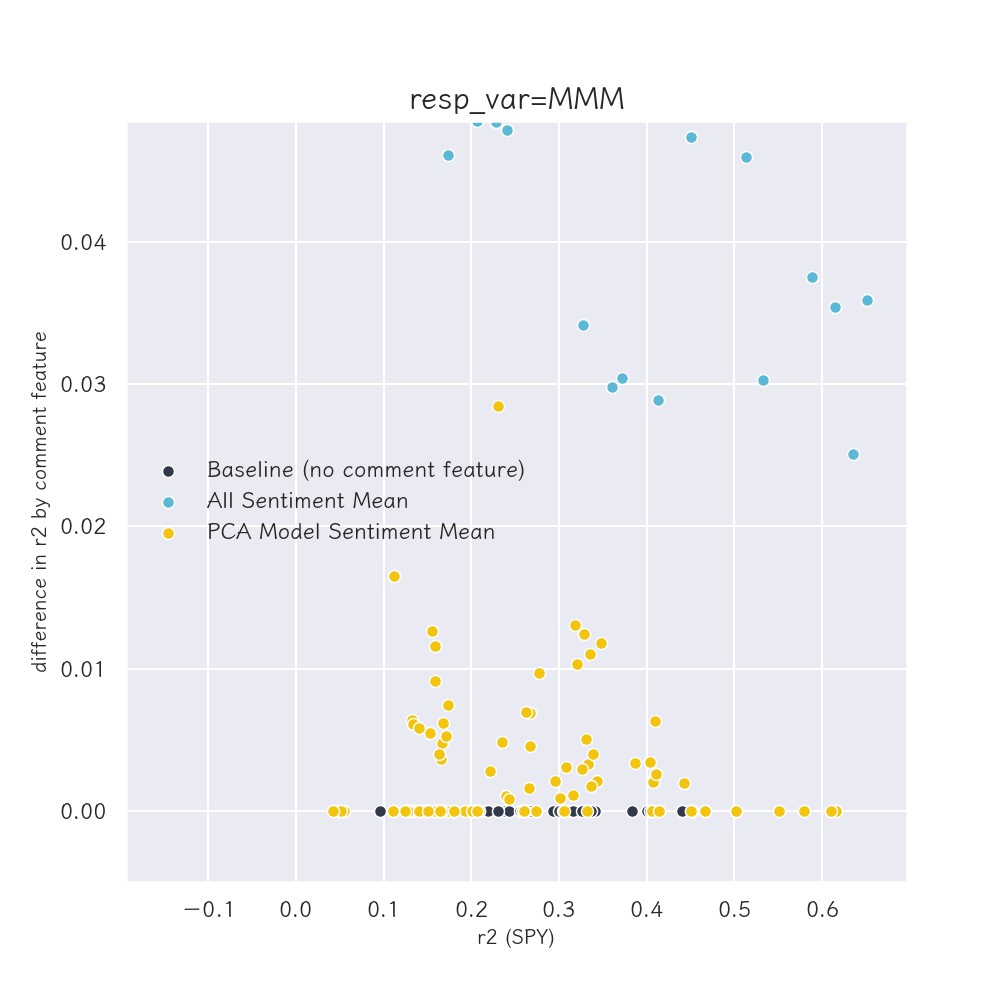 resp_var=MMM
0.04
0.03
0.02
0.01
0.00
difference in r2 by comment feature
Baseline (no comment feature)
All Sentiment Mean
PCA Model Sentiment Mean
−0.1 0.0 0.1 0.2 0.3 0.4 0.5 0.6
r2 (SPY)